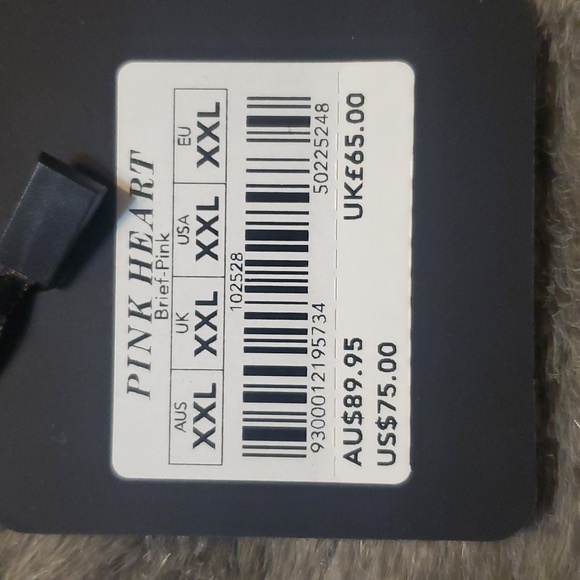 PINK HEART
Brief-Pink
AUS UK USA EU
XXL XXL XXL XXL
102528
9300012195734 50225248
AU$89.95 UK£65.00
US$75.00